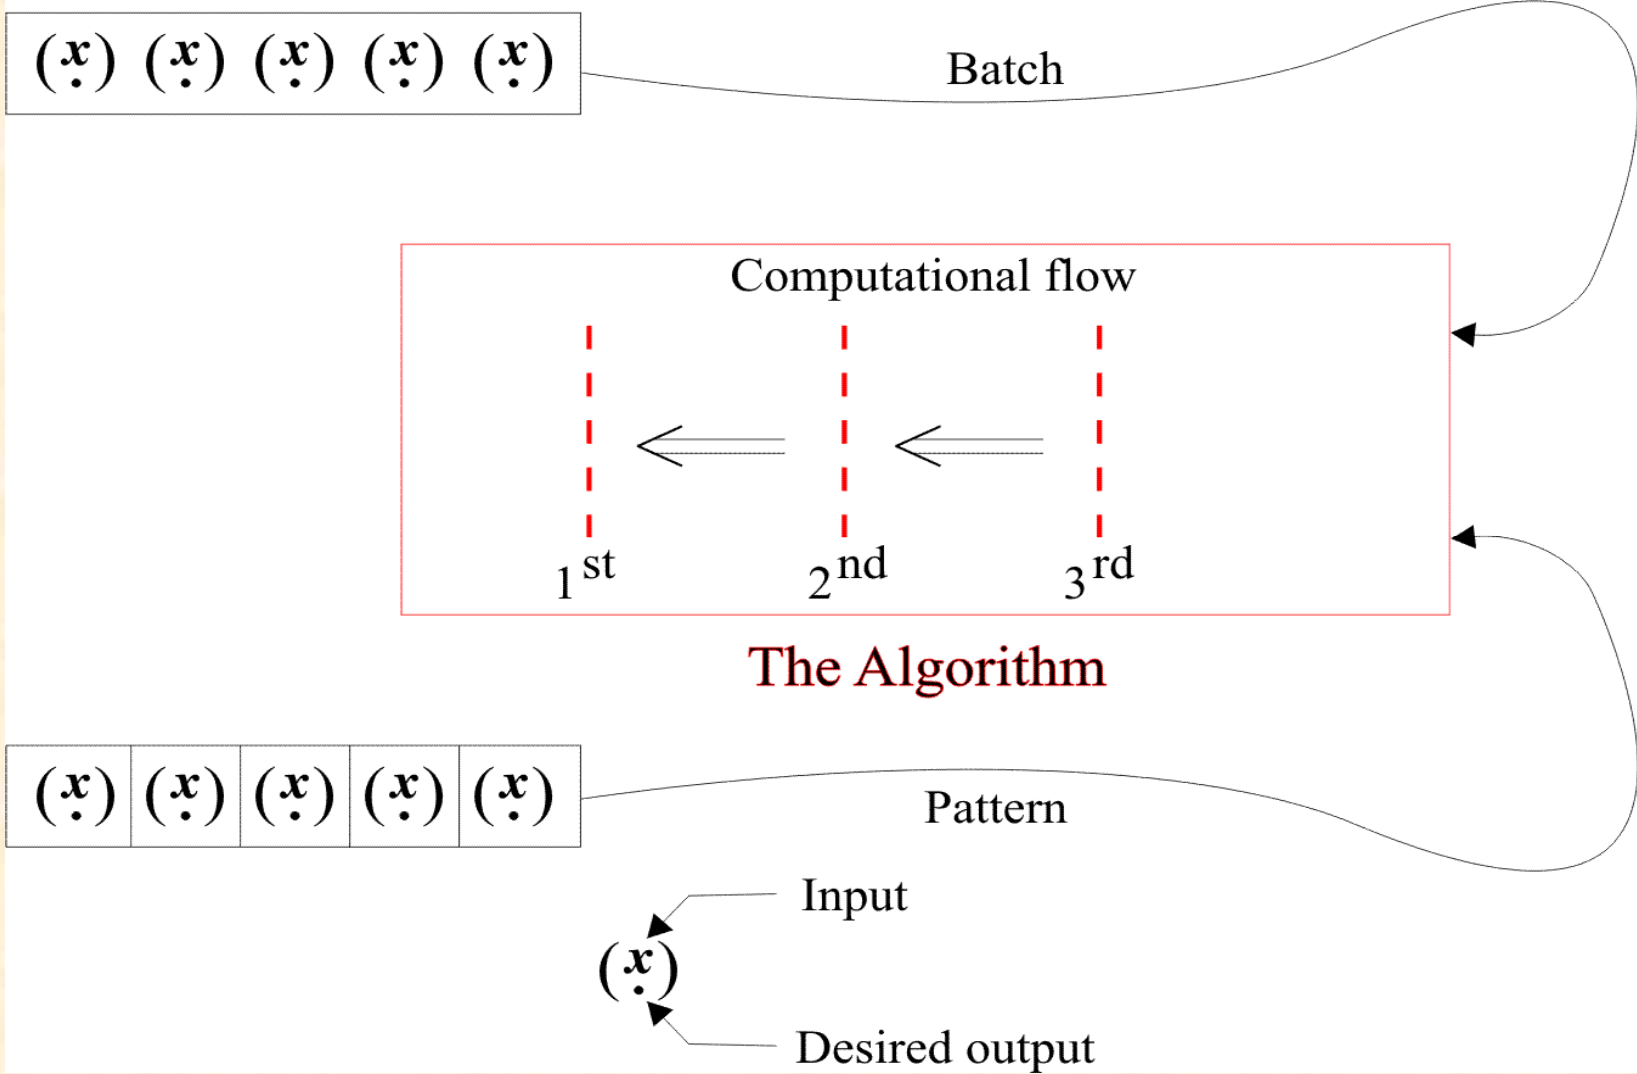 (x .) (x .) (x .) (x .) (x .)
Batch
Computational flow
1st 2nd 3rd
The Algorithm
(x .) (x .) (x .) (x .) (x .)
Pattern
Input
(x .)
Desired output